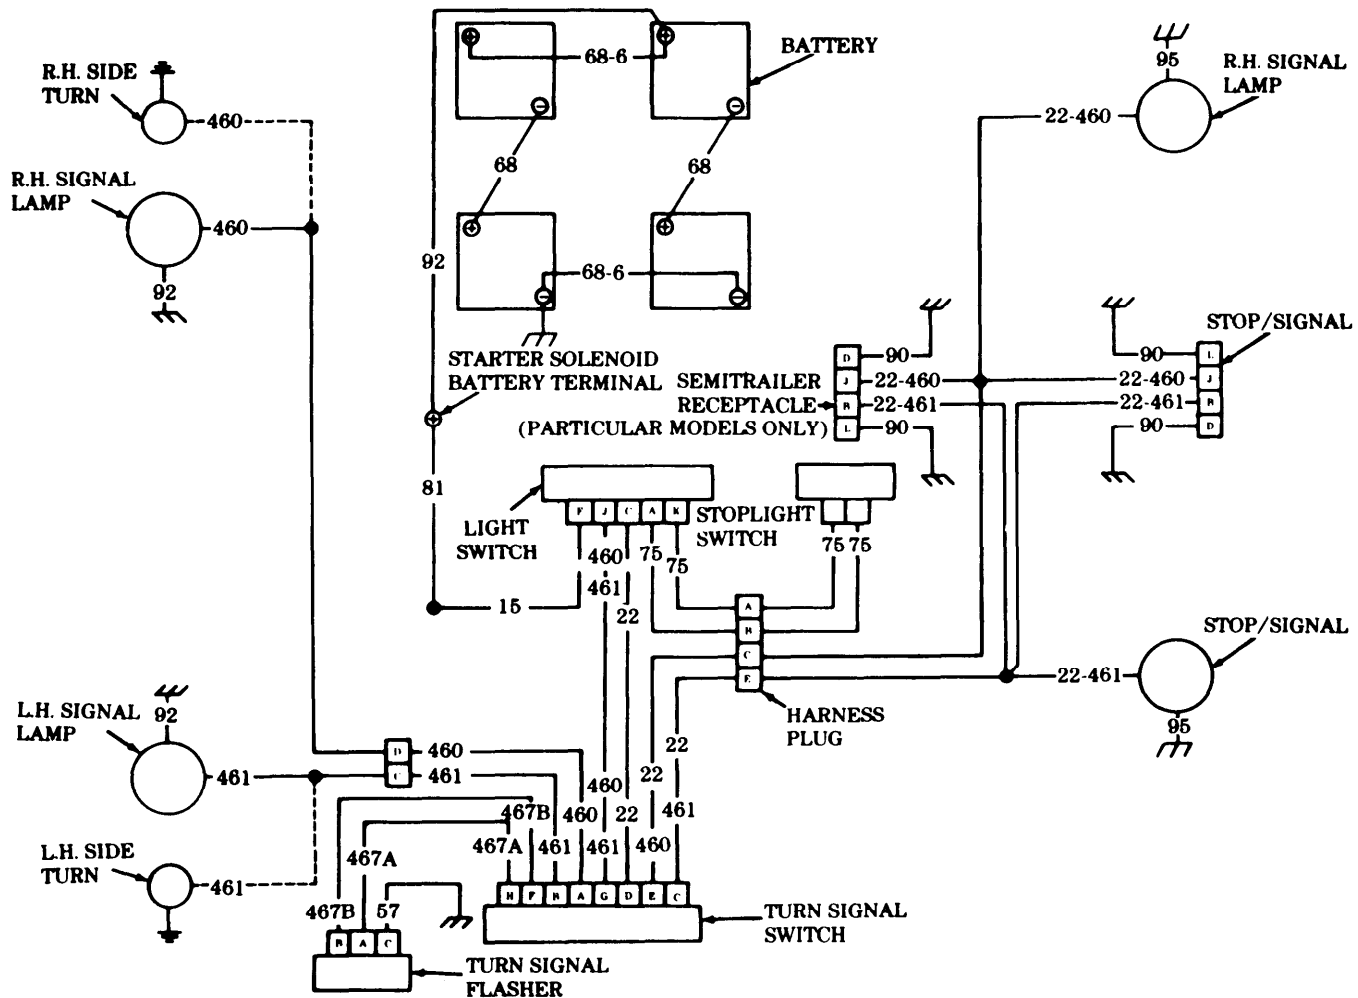 R.H. SIDE
TURN
460
R.H. SIGNAL
LAMP
460
92
68-6
BATTERY
68
68
92
68-6
95
R.H. SIGNAL
LAMP
22-460
STARTER SOLENOID
BATTERY TERMINAL
SEMITRAILER
RECEPTACLE
(PARTICULAR MODELS ONLY)
D
90
J
22-460
B
22-461
L
90
STOP/SIGNAL
90
L
22-460
J
22-461
B
90
D
81
LIGHT
SWITCH
F J C A K
STOPLIGHT
SWITCH
460
461
75
75
75 75
15
22
A
B
C
E
STOP/SIGNAL
22-461
95
HARNESS
PLUG
L.H. SIGNAL
LAMP
92
461
D
460
C
461
22
22
460
467B
460
22
461
467A
461
461
460
L.H. SIDE
TURN
461
467A
467B
57
H F B A G D E C
TURN SIGNAL
SWITCH
B A C
TURN SIGNAL
FLASHER